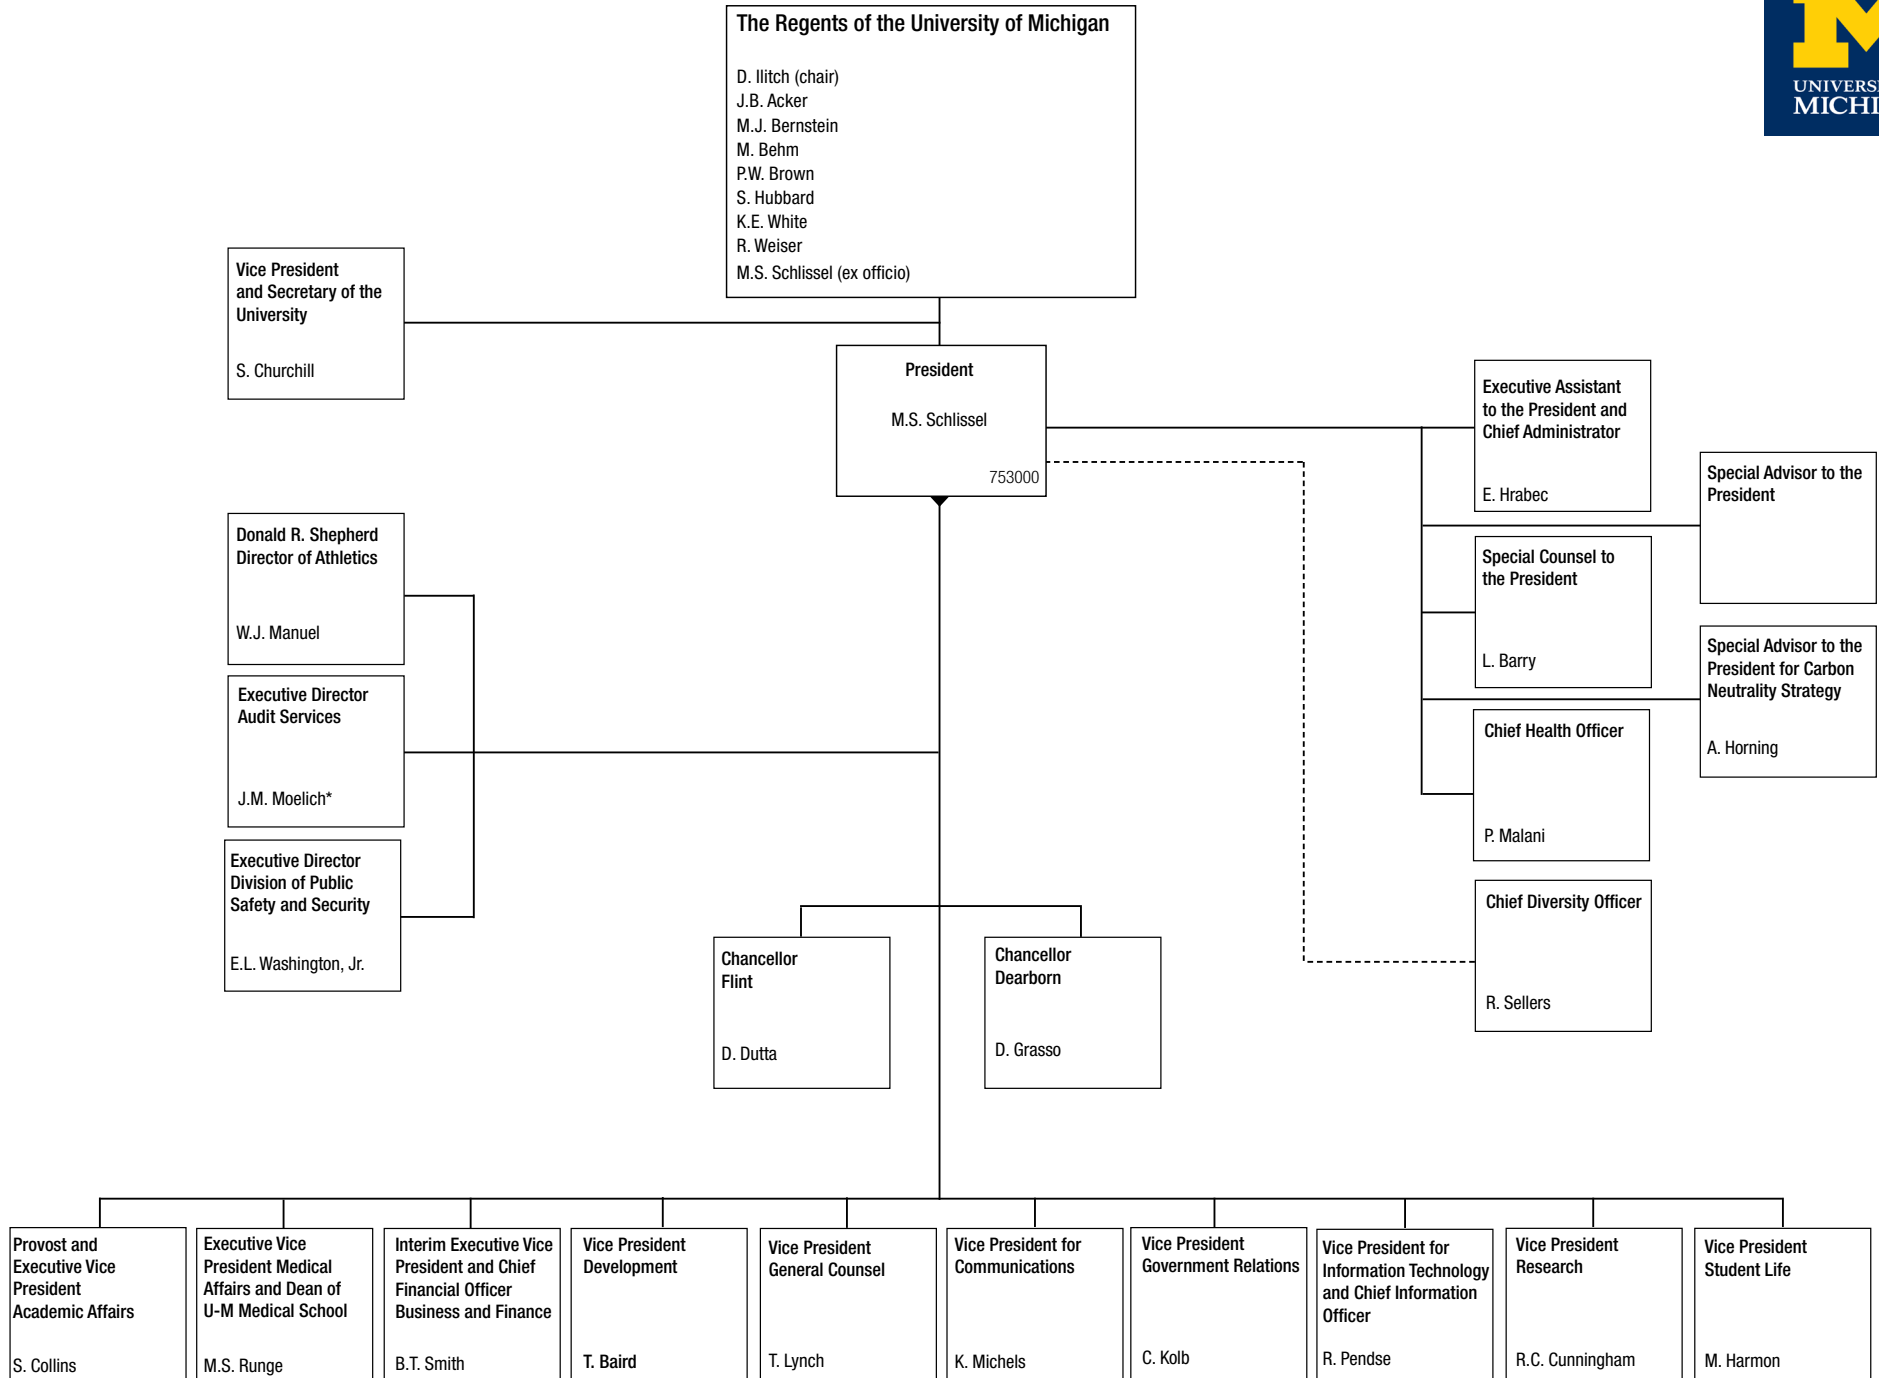 The Regents of the University of Michigan
D. Ilitch (chair)
J.B. Acker
M.J. Bernstein
M. Behm
P.W. Brown
S. Hubbard
K.E. White
R. Weiser
M.S. Schlissel (ex officio)
MICHI
Vice President
and Secretary of the
University
S. Churchill
President
M.S. Schlissel
753000
Executive Assistant
to the President and
Chief Administrator
E. Hrabec
Special Advisor to the
President
Special Counsel to
the President
L. Barry
Special Advisor to the
President for Carbon
Neutrality Strategy
A. Horning
Chief Health Officer
P. Malani
Chief Diversity Officer
R. Sellers
Donald R. Shepherd
Director of Athletics
W.J. Manuel
Executive Director
Audit Services
J.M. Moelich*
Executive Director
Division of Public
Safety and Security
E.L. Washington, Jr.
Chancellor
Flint
D. Dutta
Chancellor
Dearborn
D. Grasso
Provost and
Executive Vice
President
Academic Affairs
S. Collins
Executive Vice
President Medical
Affairs and Dean of
U-M Medical School
M.S. Runge
Interim Executive Vice
President and Chief
Financial Officer
Business and Finance
B.T. Smith
Vice President
Development
T. Baird
Vice President
General Counsel
T. Lynch
Vice President for
Communications
K. Michels
Vice President
Government Relations
C. Kolb
Vice President for
Information Technology
and Chief Information
Officer
R. Pendse
Vice President
Research
R.C. Cunningham
Vice President
Student Life
M. Harmon